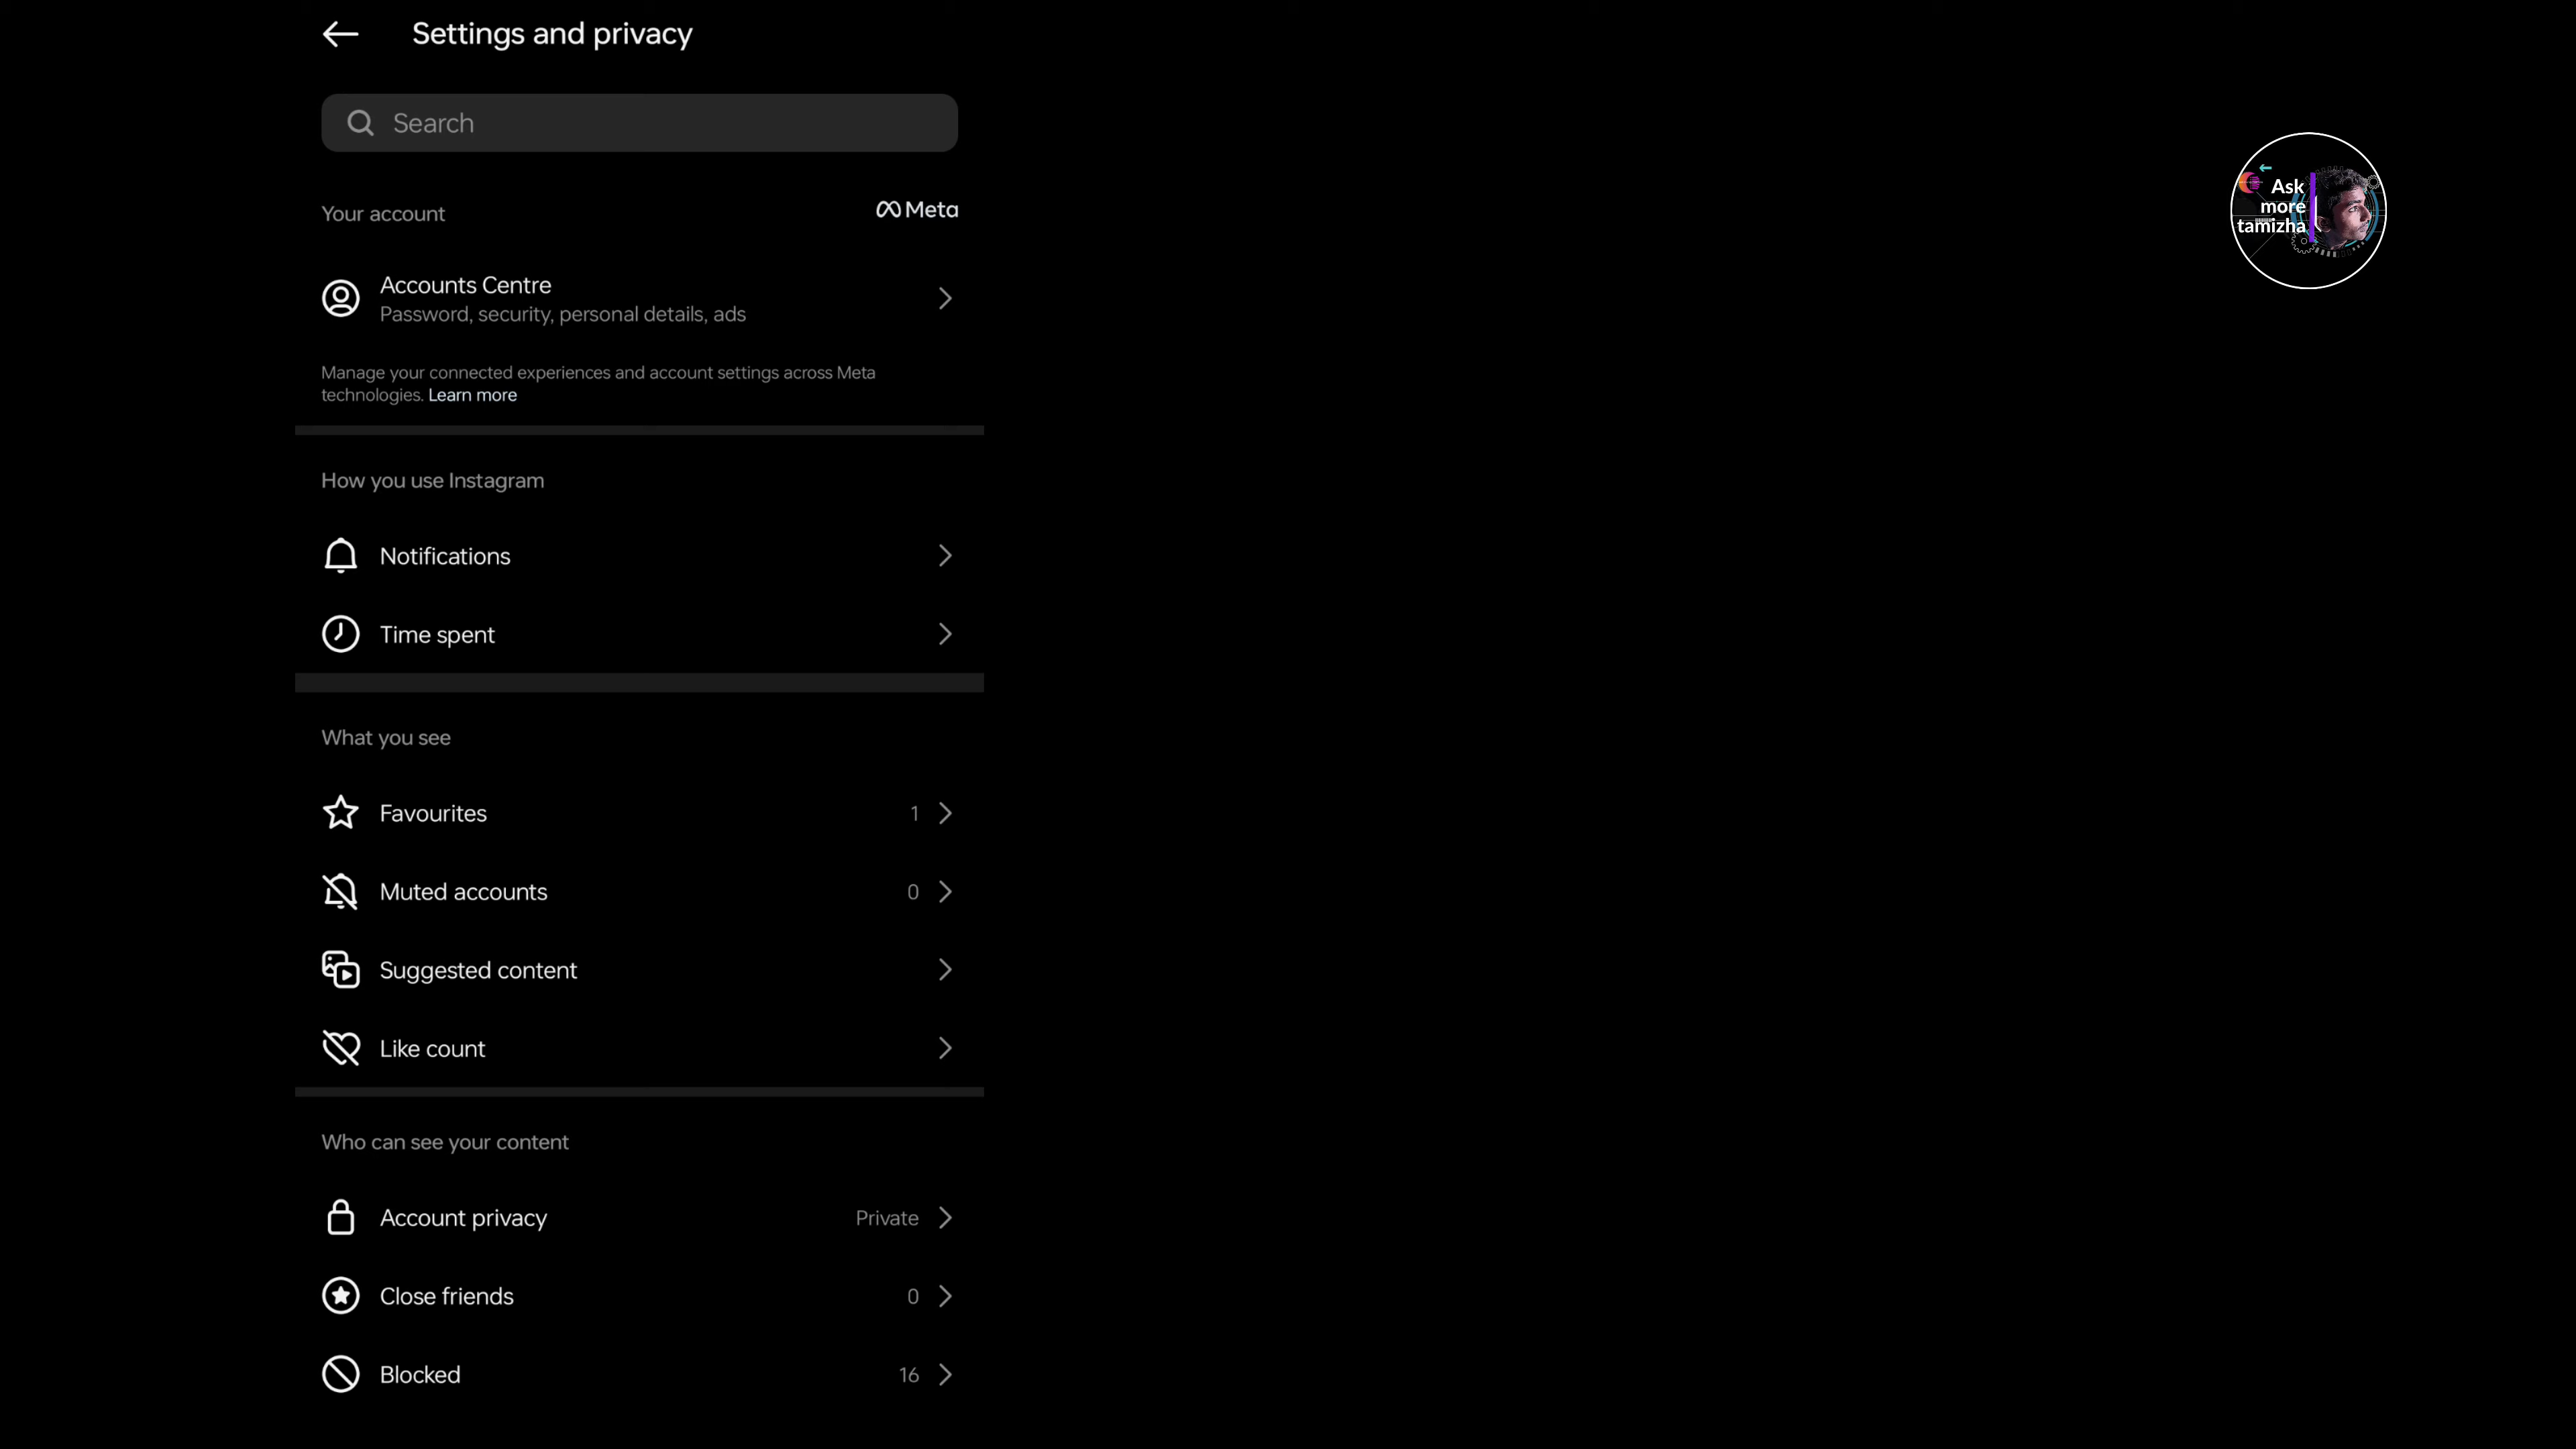 Settings and privacy
Search
Your account
Meta
Accounts Centre
Password, security, personal details, ads
Manage your connected experiences and account settings across Meta
technologies. Learn more
How you use Instagram
Notifications
Time spent
What you see
Favourites 1
Muted accounts 0
Suggested content
Like count
Who can see your content
Account privacy Private
Close friends 0
Blocked 16
Ask
more
tamizha